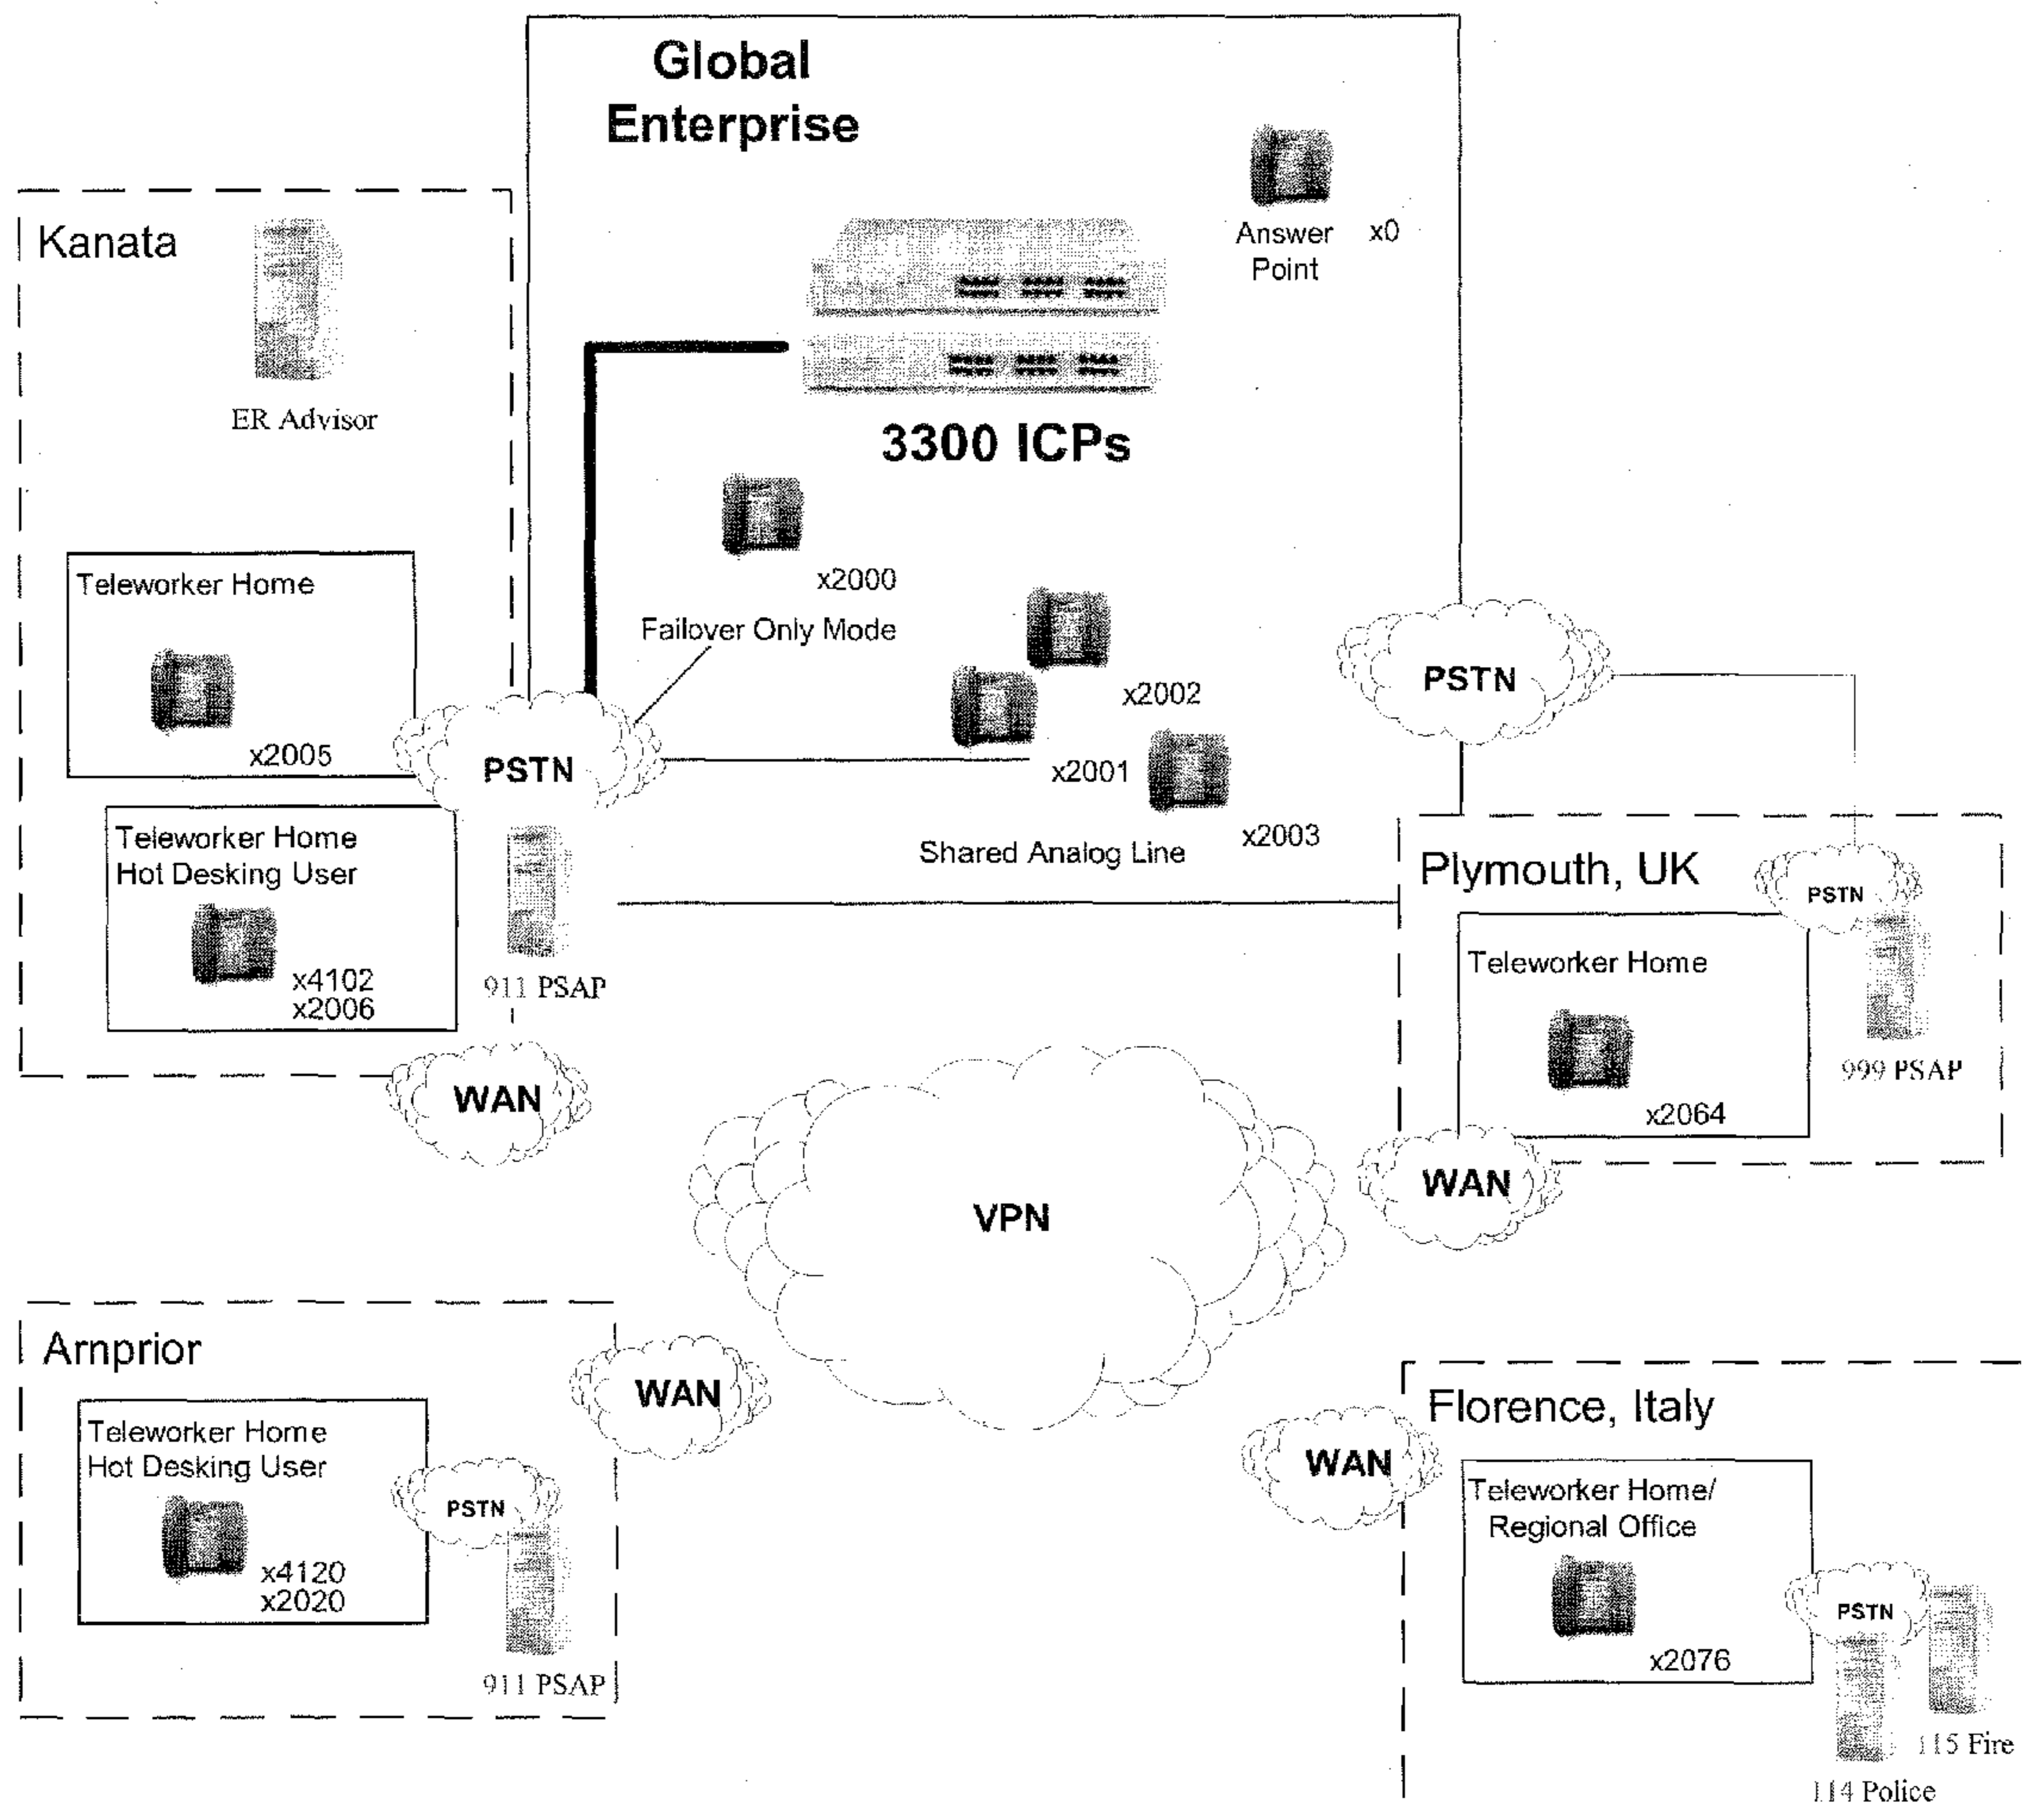 Global
Enterprise
Answer x0
Point
Kanata
ER Advisor
3300 ICPs
x2000
Failover Only Mode
x2002
x2001
x2003
Shared Analog Line
PSTN
PSTN
Teleworker Home
x2005
Teleworker Home
Hot Desking User
x4102
x2006
911 PSAP
WAN
Plymouth, UK
PSTN
Teleworker Home
x2064
999 PSAP
WAN
VPN
Arnprior
Teleworker Home
Hot Desking User
x4120
x2020
PSTN
911 PSAP
WAN
WAN
Florence, Italy
Teleworker Home/
Regional Office
x2076
PSTN
115 Fire
114 Police